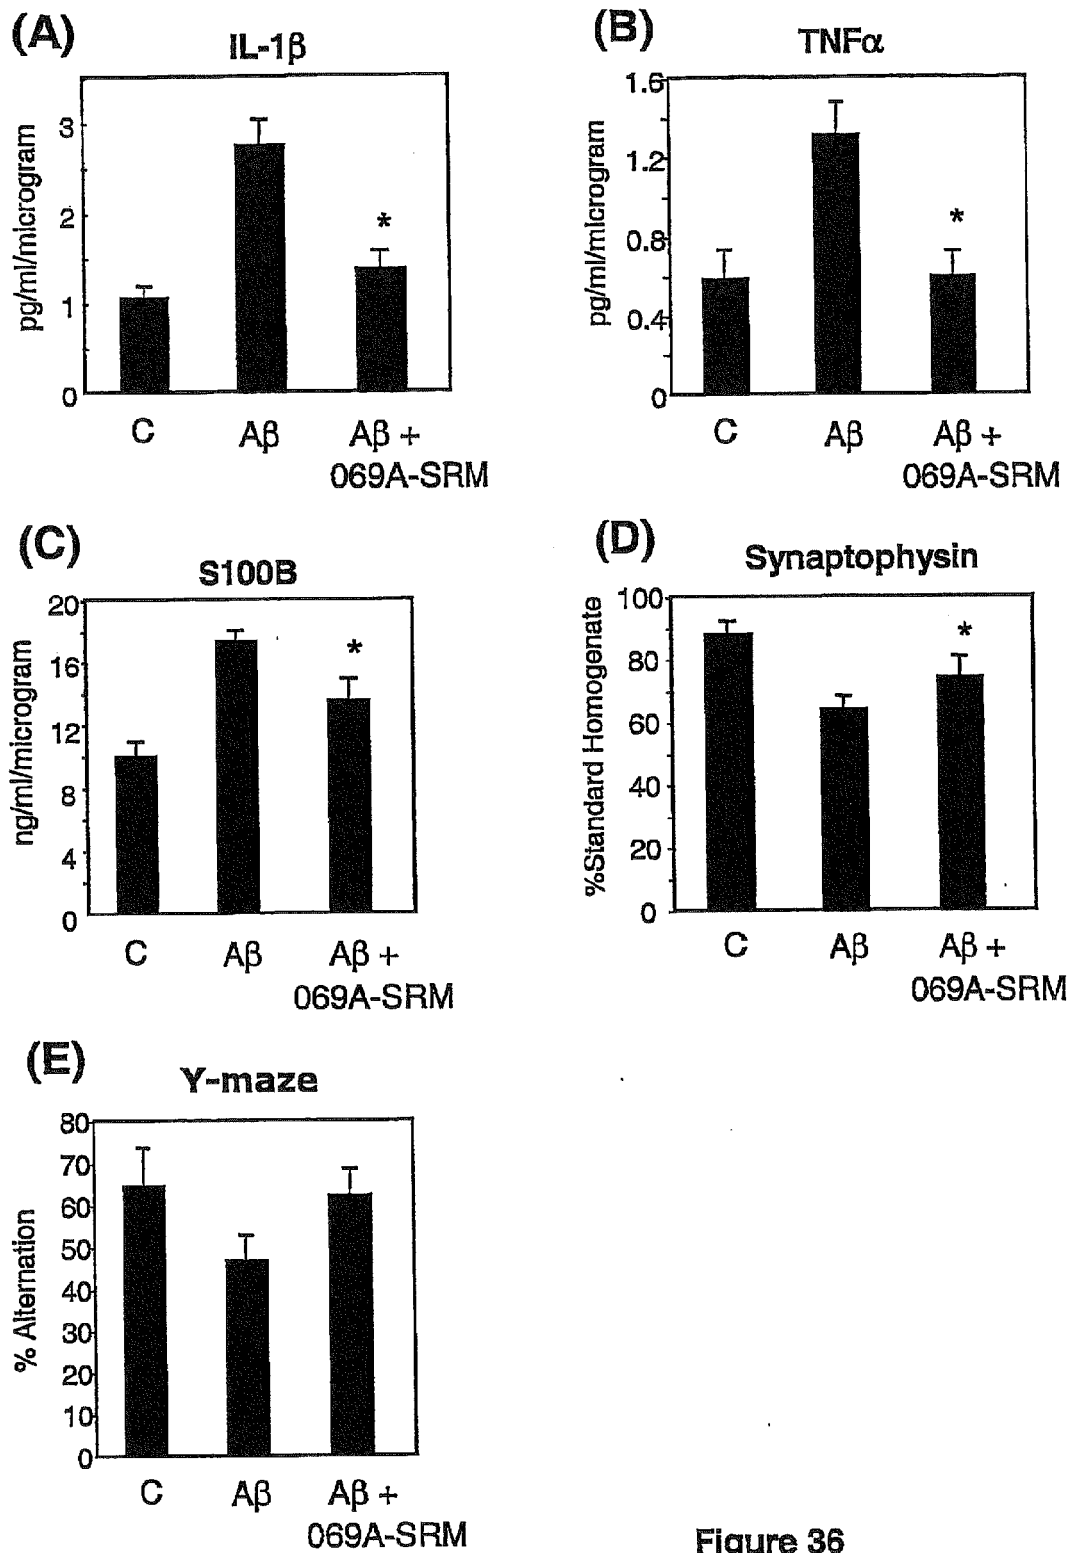 (A)
IL-1β
pg/ml/microgram
3
2
1
0
C
Aβ
Aβ +
069A-SRM
(B)
TNFα
pg/ml/microgram
1.6
1.2
0.8
0.4
0
*
*
C
Aβ
Aβ +
069A-SRM
(C)
S100B
ng/ml/microgram
20
16
12
8
4
0
*
C
Aβ
Aβ +
069A-SRM
(D)
Synaptophysin
%Standard Homogenate
100
80
60
40
20
0
*
C
Aβ
Aβ +
069A-SRM
(E)
Y-maze
% Alternation
80
70
60
50
40
30
20
10
0
C
Aβ
Aβ +
069A-SRM
Figure 36